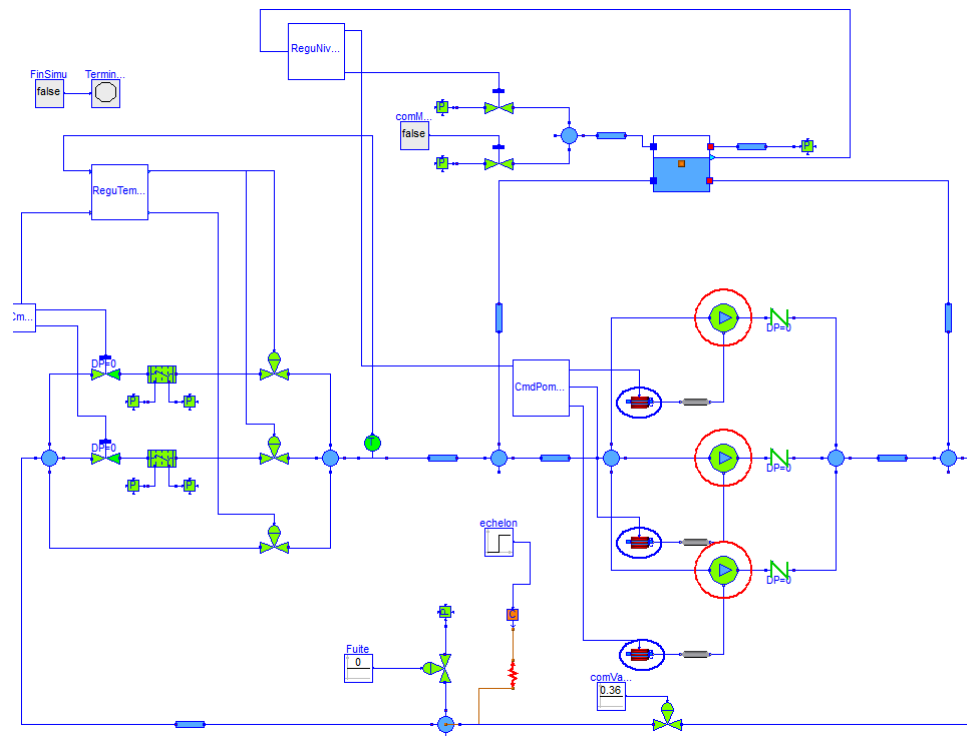 ReguNiv...
FinSimu
false
Termin...
P
comM...
false
P
P
ReguTem...
Cm...
DP=0
DP=0
CmdPom...
P
P
T
DP=0
DP=0
P
P
echelon
DP=0
C
P
Fuite
0
comVa...
0.36